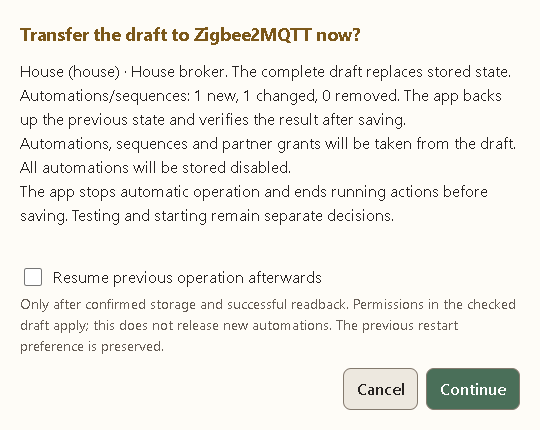 Transfer the draft to Zigbee2MQTT now?
House (house) · House broker. The complete draft replaces stored state.
Automations/sequences: 1 new, 1 changed, 0 removed. The app backs
up the previous state and verifies the result after saving.
Automations, sequences and partner grants will be taken from the draft.
All automations will be stored disabled.
The app stops automatic operation and ends running actions before
saving. Testing and starting remain separate decisions.
Resume previous operation afterwards
Only after confirmed storage and successful readback. Permissions in the checked
draft apply; this does not release new automations. The previous restart
preference is preserved.
Cancel
Continue